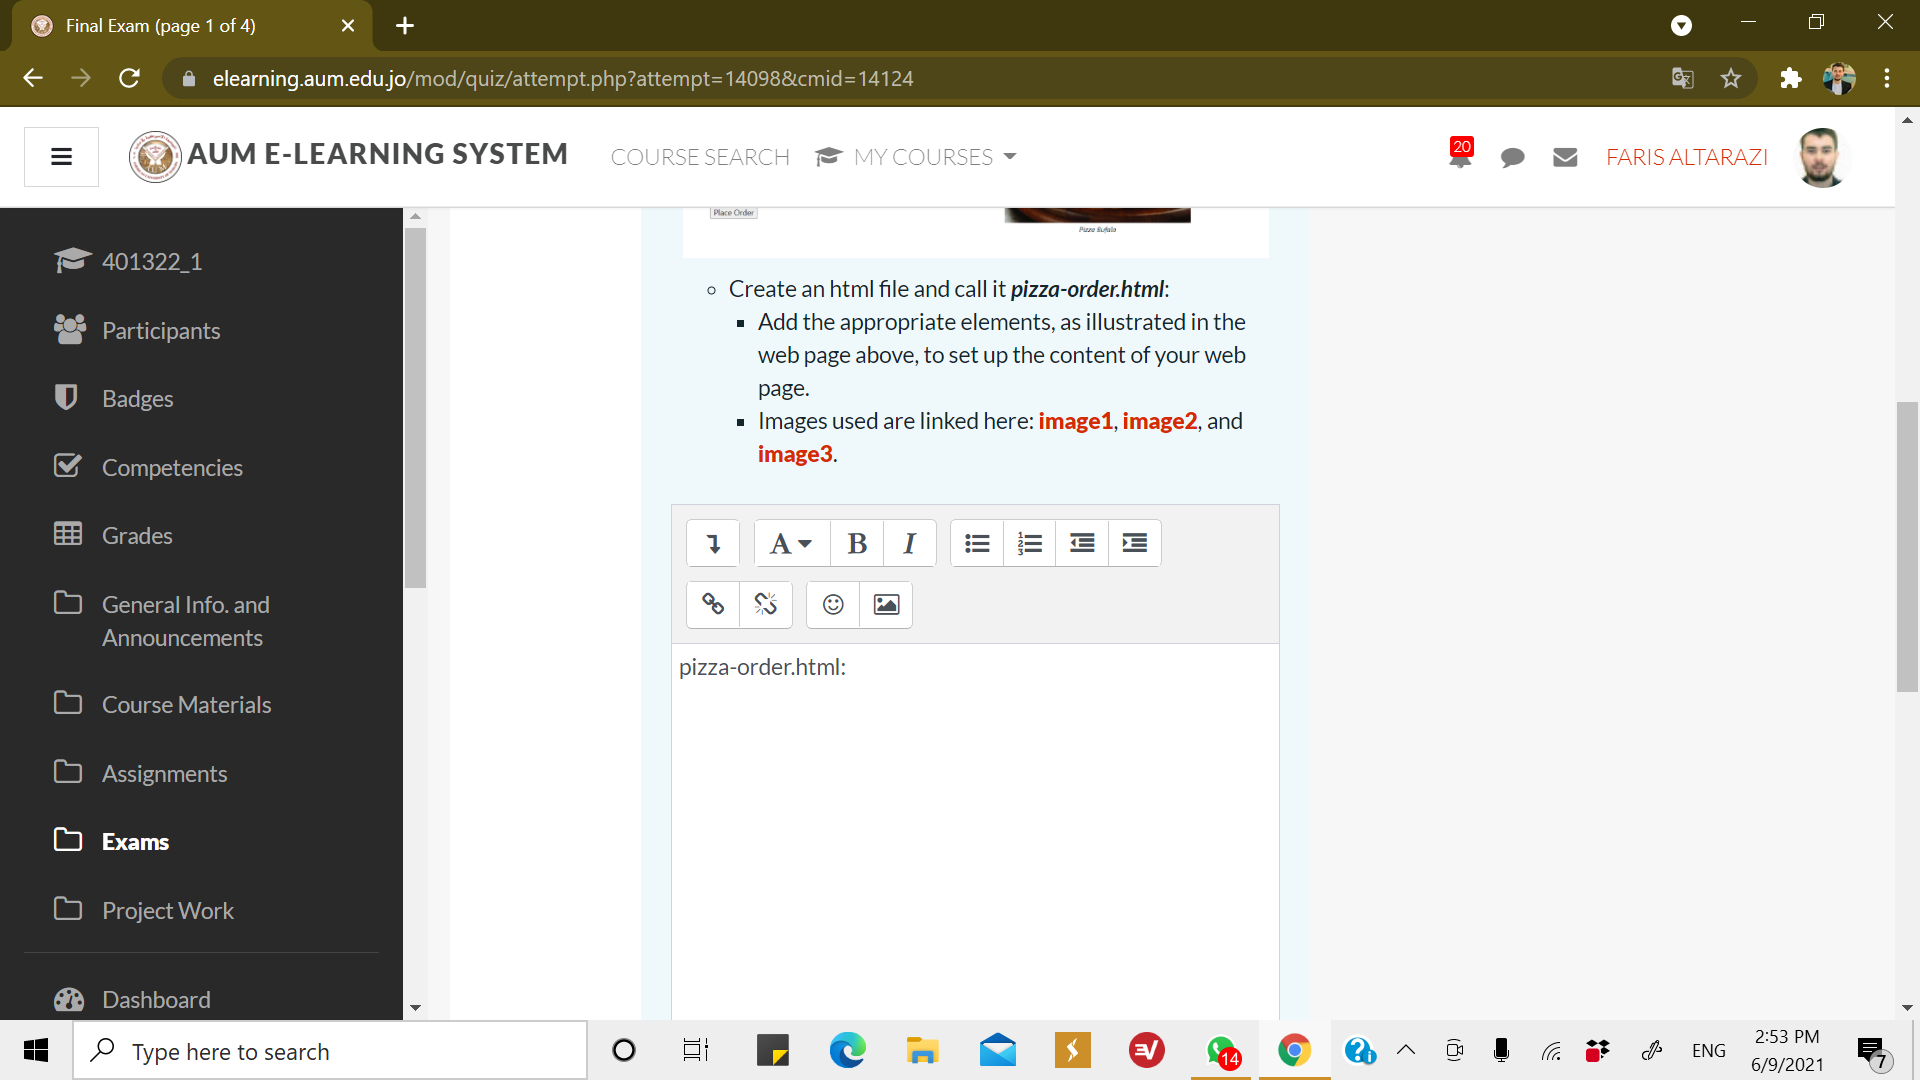 Final Exam (page 1 of 4)
elearning.aum.edu.jo/mod/quiz/attempt.php?attempt=14098&cmid=14124
AUM E-LEARNING SYSTEM
COURSE SEARCH
MY COURSES
20
FARIS ALTARAZI
401322_1
Participants
Badges
Competencies
Grades
General Info. and
Announcements
Course Materials
Assignments
Exams
Project Work
Dashboard
Place Order
Pizza Bufala
Create an html file and call it pizza-order.html:
Add the appropriate elements, as illustrated in the
web page above, to set up the content of your web
page.
Images used are linked here: image1, image2, and
image3.
A B I
pizza-order.html:
Type here to search
14
ENG
2:53 PM
6/9/2021
7